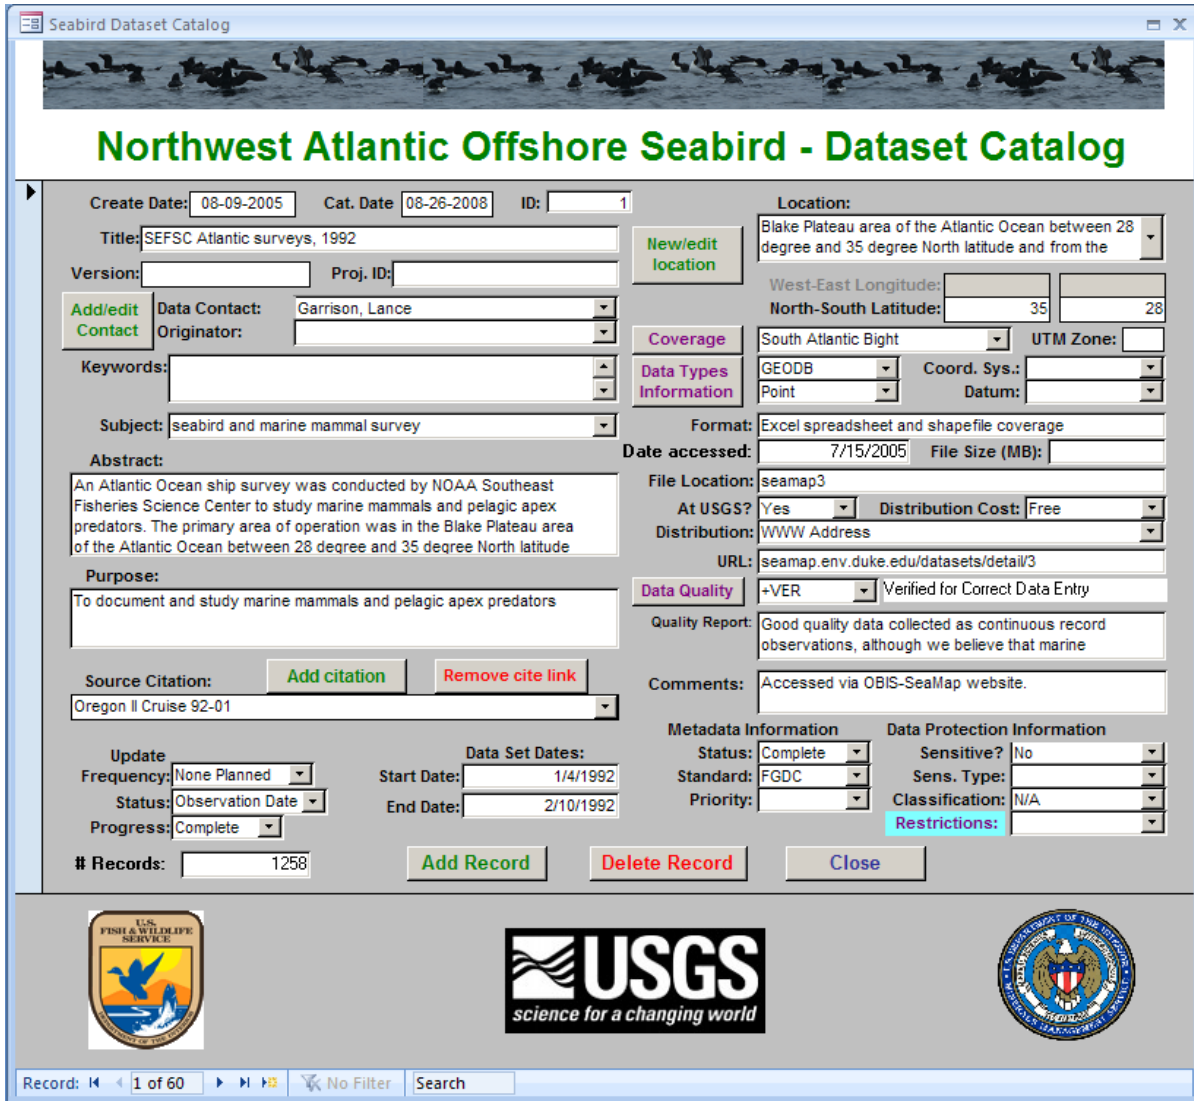 Seabird Dataset Catalog
Northwest Atlantic Offshore Seabird - Dataset Catalog
Create Date: 08-09-2005 Cat. Date 08-26-2008 ID: 1
Title: SEFSC Atlantic surveys, 1992
Version: Proj. ID:
Add/edit Contact
Data Contact: Garrison, Lance
Originator:
Keywords:
Subject: seabird and marine mammal survey
Abstract:
An Atlantic Ocean ship survey was conducted by NOAA Southeast
Fisheries Science Center to study marine mammals and pelagic apex
predators. The primary area of operation was in the Blake Plateau area
of the Atlantic Ocean between 28 degree and 35 degree North latitude
Purpose:
To document and study marine mammals and pelagic apex predators
Source Citation: Add citation Remove cite link
Oregon II Cruise 92-01
Update
Frequency: None Planned
Status: Observation Date
Progress: Complete
Data Set Dates:
Start Date: 1/4/1992
End Date: 2/10/1992
# Records: 1258
New/edit
location
Location:
Blake Plateau area of the Atlantic Ocean between 28
degree and 35 degree North latitude and from the
West-East Longitude:
North-South Latitude: 35 28
Coverage South Atlantic Bight UTM Zone:
Data Types
Information
GEODB Coord. Sys.:
Point Datum:
Format: Excel spreadsheet and shapefile coverage
Date accessed: 7/15/2005 File Size (MB):
File Location: seamap3
At USGS? Yes Distribution Cost: Free
Distribution: WWW Address
URL: seamap.env.duke.edu/datasets/detail/3
Data Quality +VER Verified for Correct Data Entry
Quality Report: Good quality data collected as continuous record
observations, although we believe that marine
Comments: Accessed via OBIS-SeaMap website.
Metadata Information
Status: Complete
Standard: FGDC
Priority:
Data Protection Information
Sensitive? No
Sens. Type:
Classification: N/A
Restrictions:
Add Record Delete Record Close
U.S.
FISH & WILDLIFE
SERVICE
DEPARTMENT OF THE INTERIOR
USGS
science for a changing world
U.S. DEPARTMENT OF THE INTERIOR
MINERALS MANAGEMENT SERVICE
Record: 1 of 60 No Filter Search